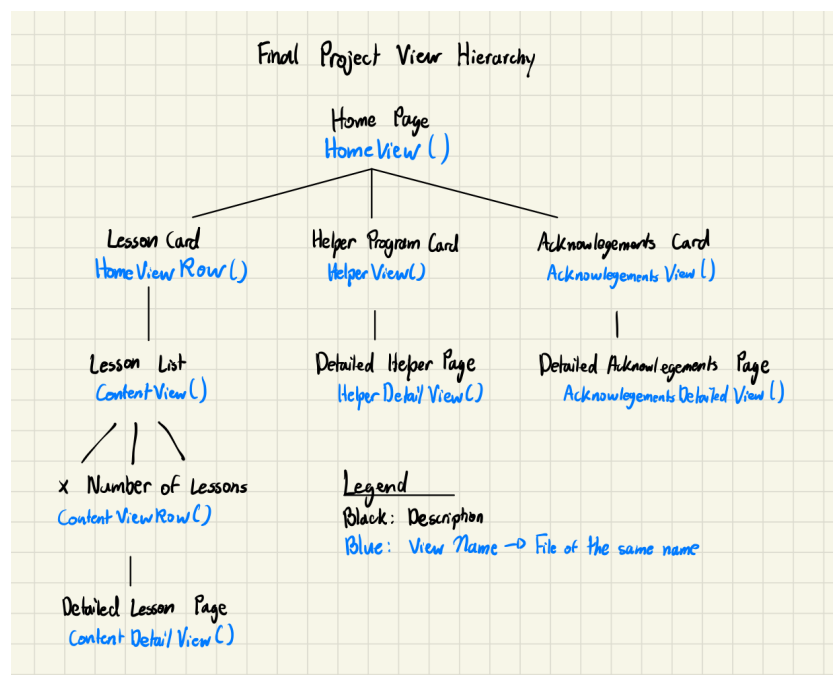 Final Project View Hierarchy
Home Page
HomeView()
Lesson Card
HomeViewRow()
Helper Program Card
HelperView()
Acknowlegements Card
AcknowlegementsView()
Lesson List
ContentView()
Detailed Helper Page
HelperDetailView()
Detailed Acknowlegements Page
AcknowlegementsDetailedView()
x Number of Lessons
ContentViewRow()
Legend
Black: Description
Blue: View Name → File of the same name
Detailed Lesson Page
ContentDetailView()